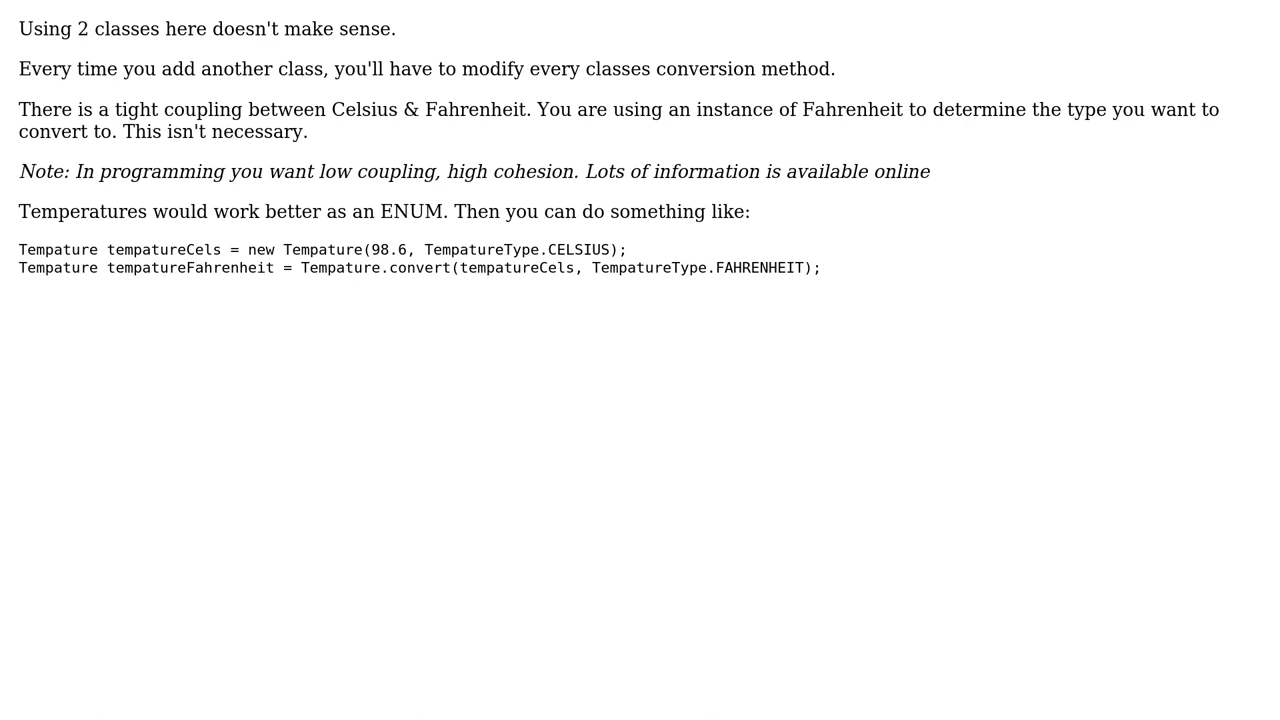 Using 2 classes here doesn't make sense.
Every time you add another class, you'll have to modify every classes conversion method.
There is a tight coupling between Celsius & Fahrenheit. You are using an instance of Fahrenheit to determine the type you want to
convert to. This isn't necessary.
Note: In programming you want low coupling, high cohesion. Lots of information is available online
Temperatures would work better as an ENUM. Then you can do something like:
Tempature tempatureCels = new Tempature(98.6, TempatureType.CELSIUS);
Tempature tempatureFahrenheit = Tempature.convert(tempatureCels, TempatureType.FAHRENHEIT);